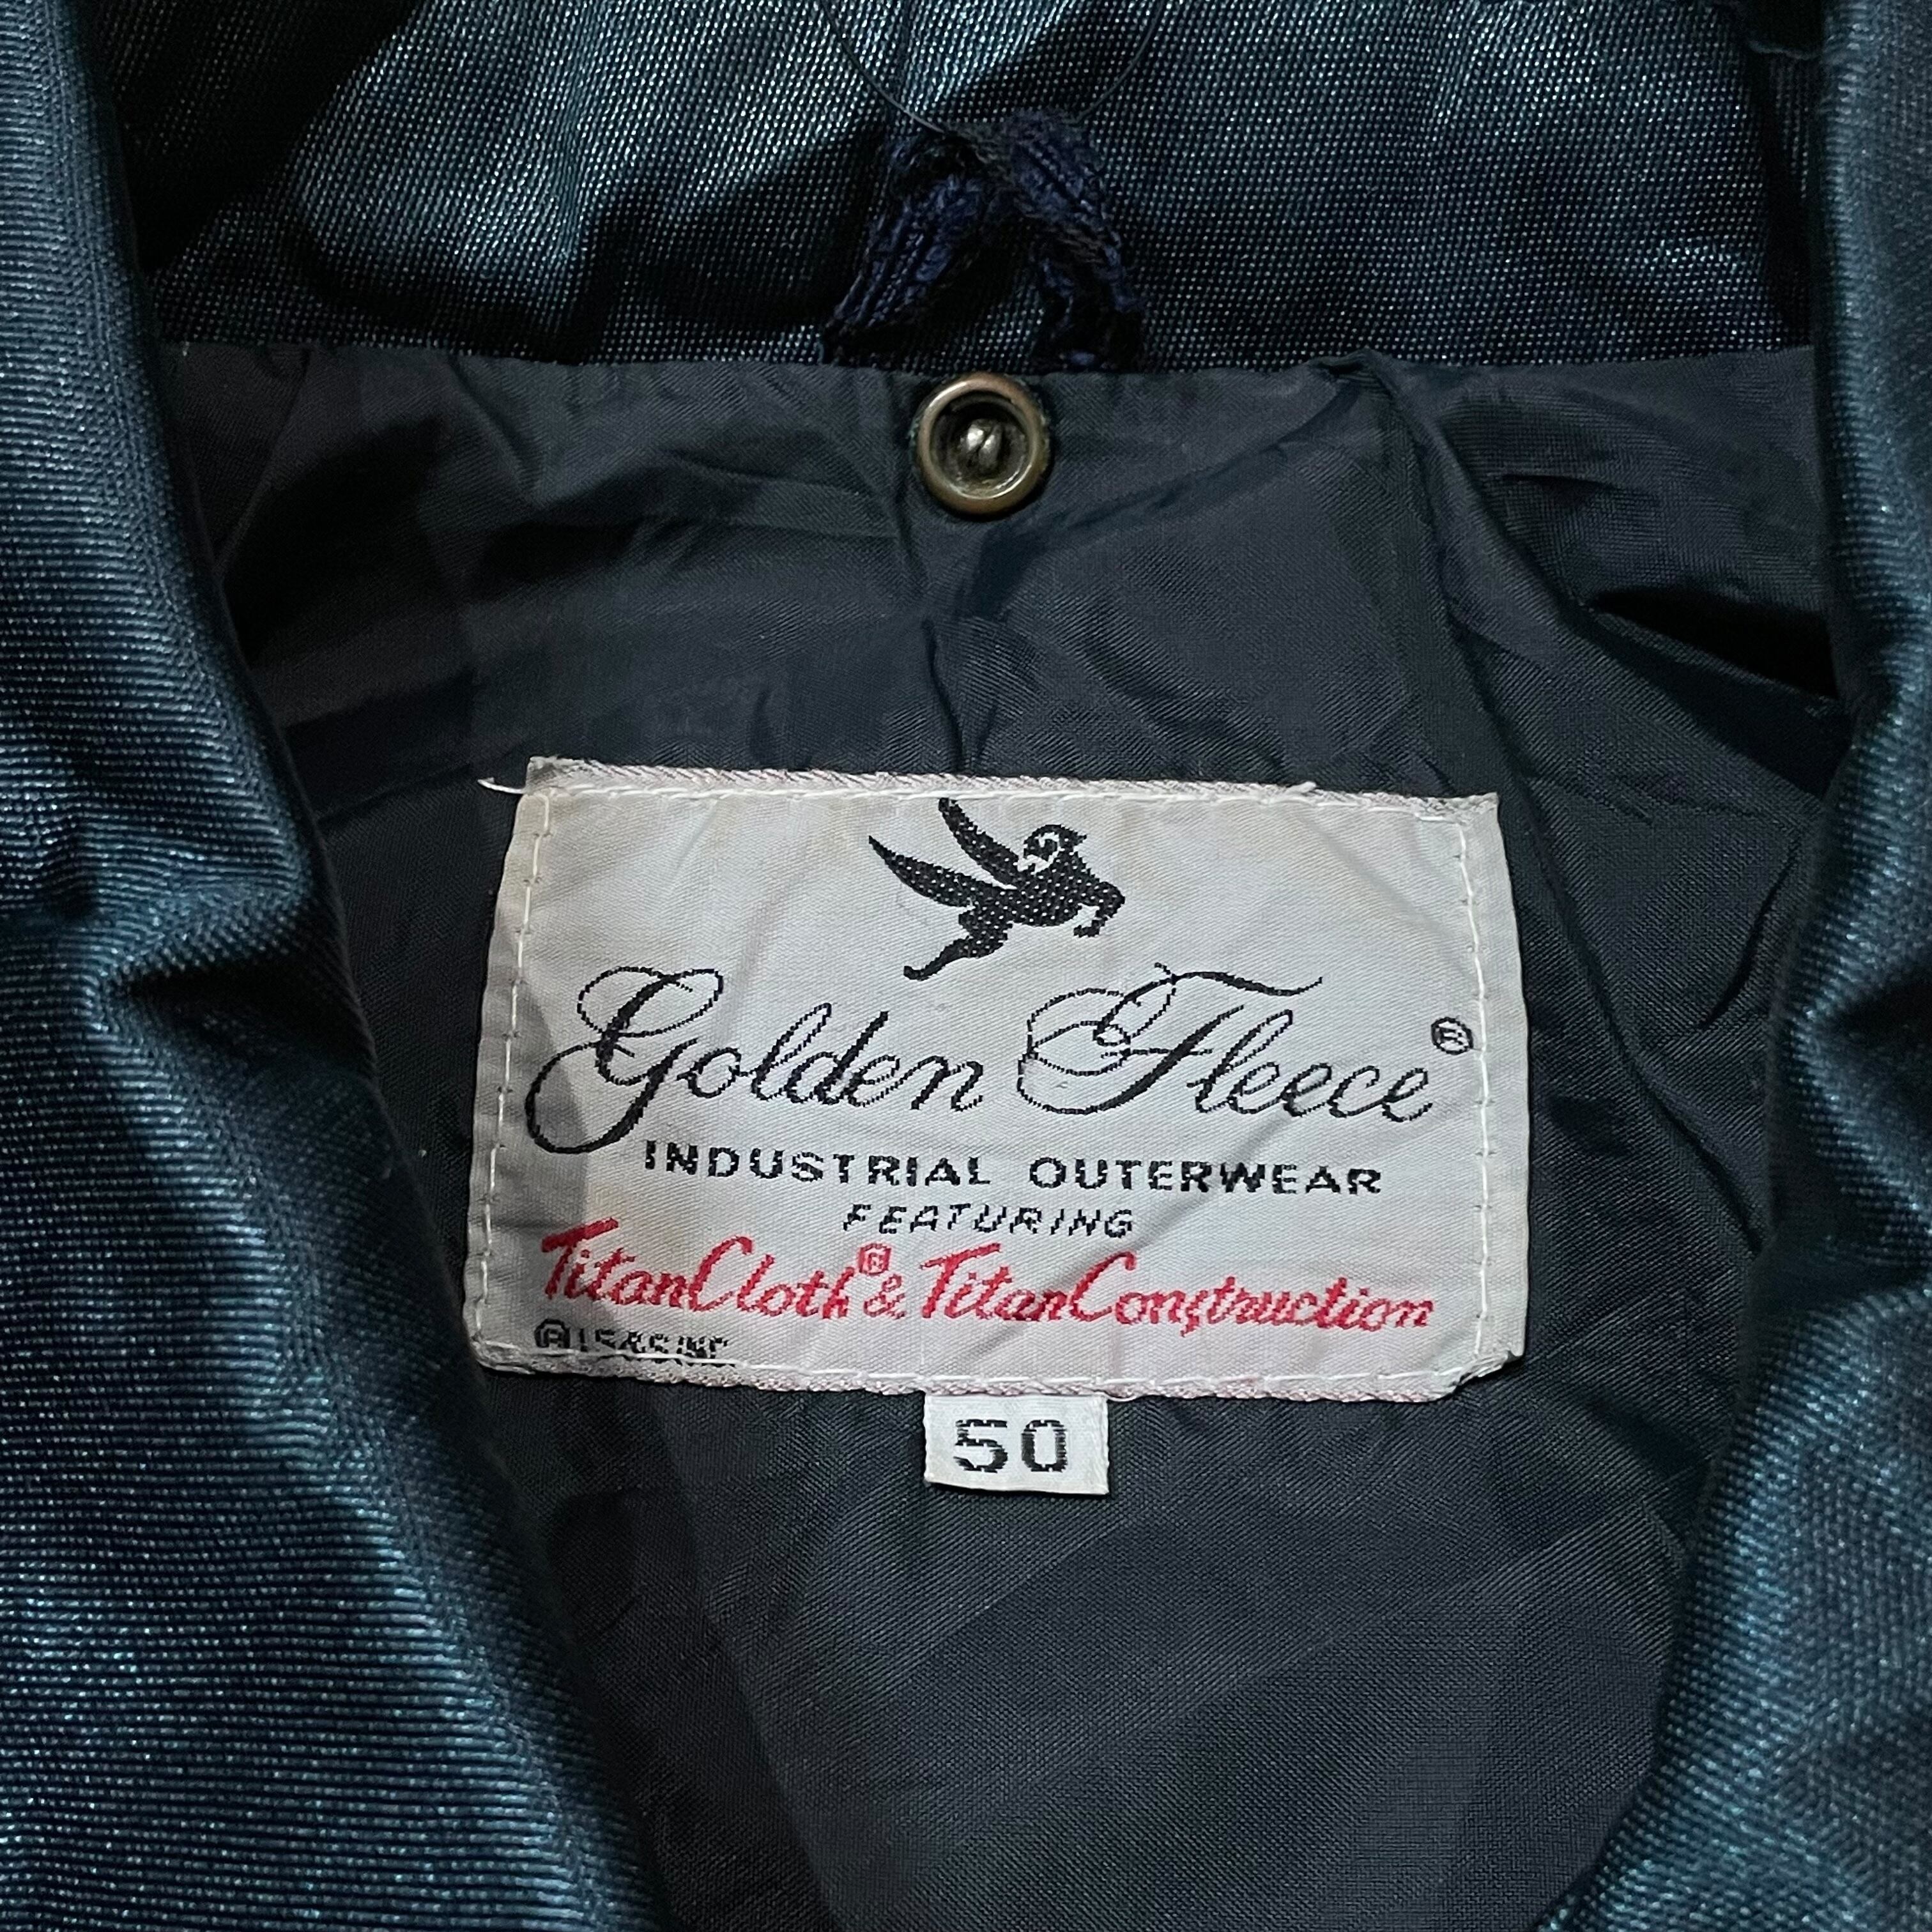 Golden Fleece ®
INDUSTRIAL OUTERWEAR
FEATURING
TitanCloth® & TitanConstruction
50